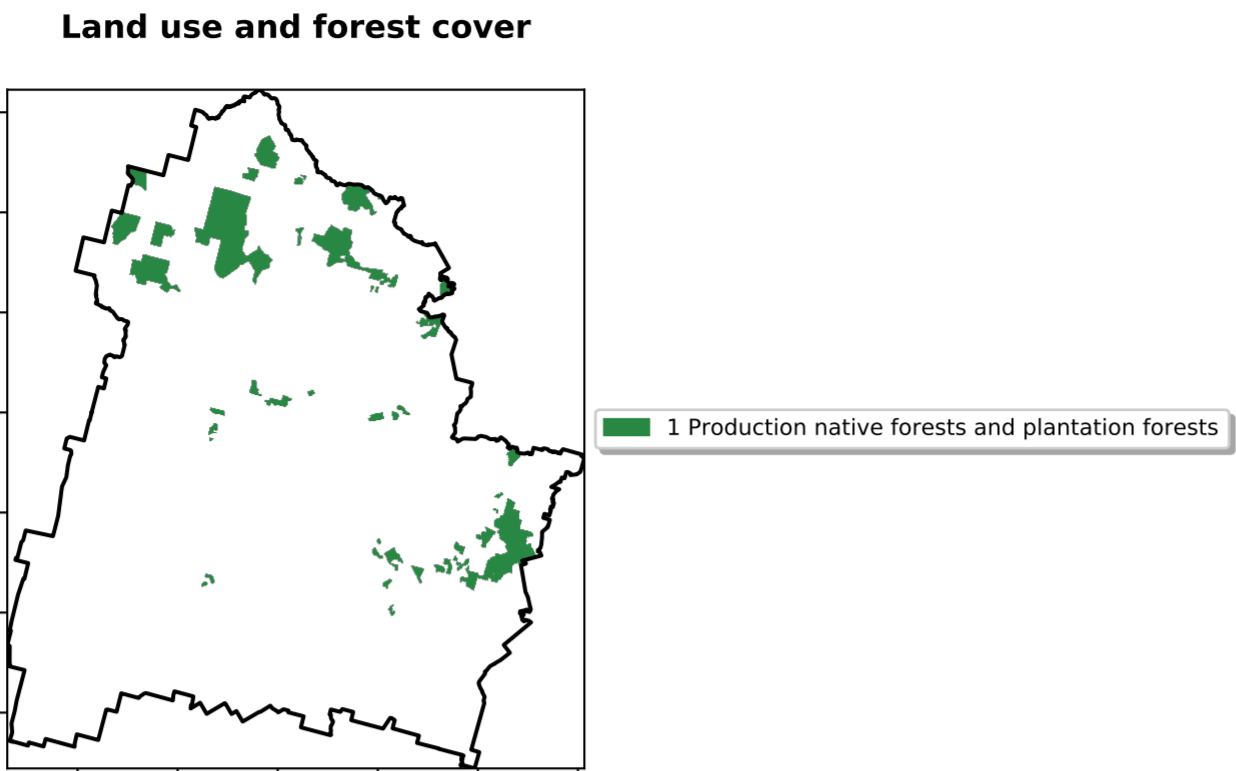 Land use and forest cover
1 Production native forests and plantation forests